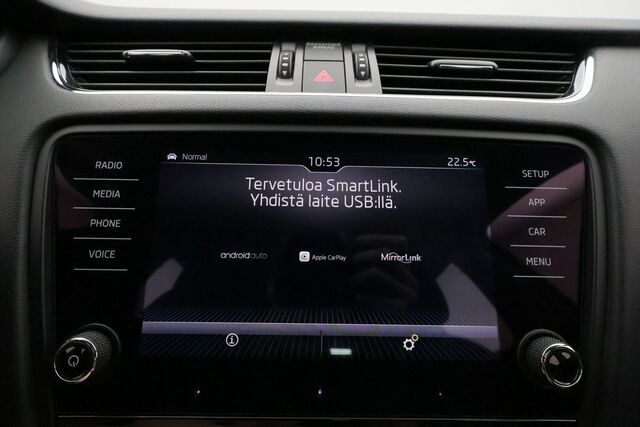 PASSENGER
AIRBAG
Normal
10:53
22.5°C
RADIO
MEDIA
PHONE
VOICE
Tervetuloa SmartLink.
Yhdistä laite USB:llä.
androidauto
Apple CarPlay
MirrorLink
SETUP
APP
CAR
MENU